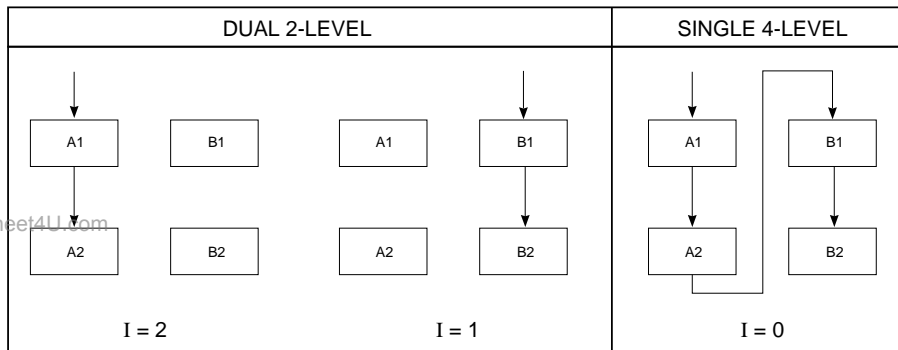 DUAL 2-LEVEL SINGLE 4-LEVEL
A1 B1 A1 B1 A1 B1
eet4U.com
A2 B2 A2 B2 A2 B2
I = 2 I = 1 I = 0